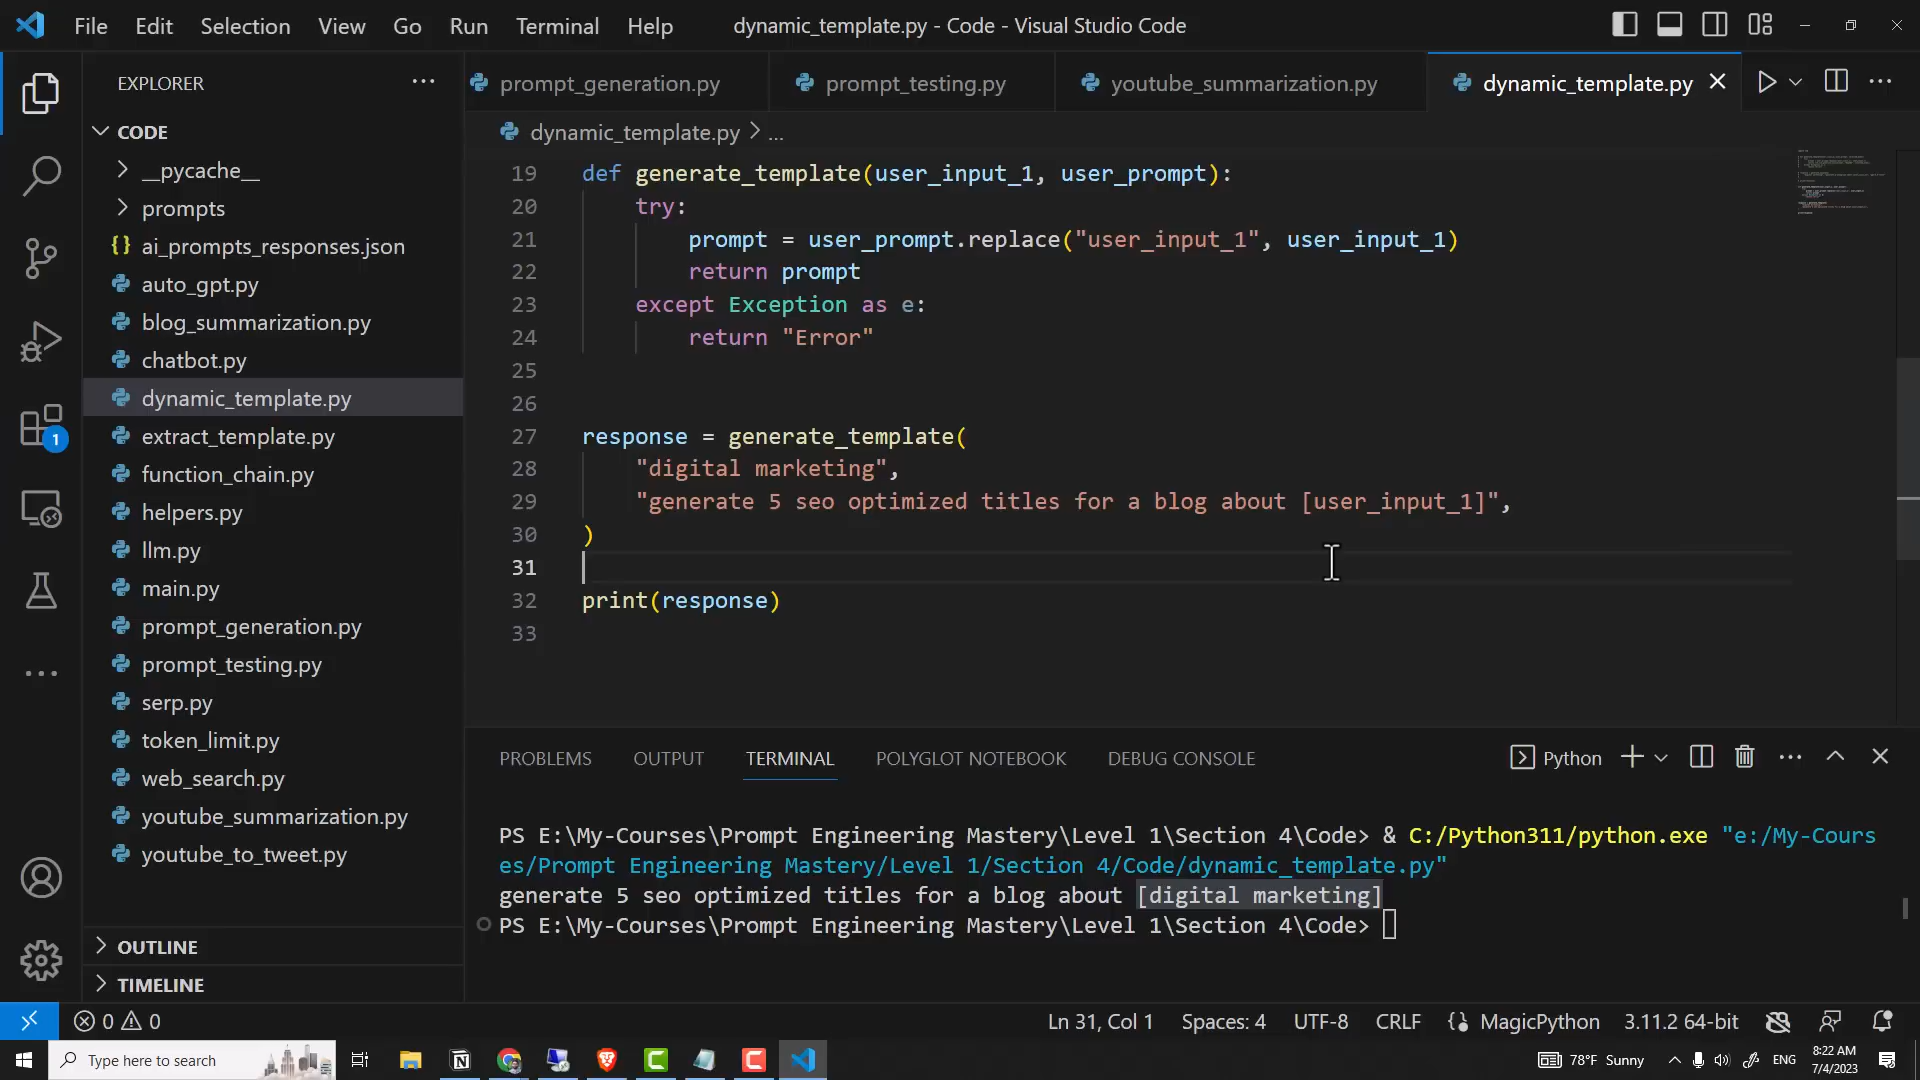 File Edit Selection View Go Run Terminal Help dynamic_template.py - Code - Visual Studio Code
EXPLORER
prompt_generation.py prompt_testing.py youtube_summarization.py dynamic_template.py
CODE
__pycache__
prompts
ai_prompts_responses.json
auto_gpt.py
blog_summarization.py
chatbot.py
dynamic_template.py
extract_template.py
function_chain.py
helpers.py
llm.py
main.py
prompt_generation.py
prompt_testing.py
serp.py
token_limit.py
web_search.py
youtube_summarization.py
youtube_to_tweet.py
OUTLINE
TIMELINE
1
dynamic_template.py > ...
19 def generate_template(user_input_1, user_prompt):
20 try:
21 prompt = user_prompt.replace("user_input_1", user_input_1)
22 return prompt
23 except Exception as e:
24 return "Error"
25
26
27 response = generate_template(
28 "digital marketing",
29 "generate 5 seo optimized titles for a blog about [user_input_1]",
30 )
31
32 print(response)
33
PROBLEMS OUTPUT TERMINAL POLYGLOT NOTEBOOK DEBUG CONSOLE Python
PS E:\My-Courses\Prompt Engineering Mastery\Level 1\Section 4\Code> & C:/Python311/python.exe "e:/My-Cours
es/Prompt Engineering Mastery/Level 1/Section 4/Code/dynamic_template.py"
generate 5 seo optimized titles for a blog about [digital marketing]
PS E:\My-Courses\Prompt Engineering Mastery\Level 1\Section 4\Code>
0 0 Ln 31, Col 1 Spaces: 4 UTF-8 CRLF MagicPython 3.11.2 64-bit
Type here to search 78°F Sunny ENG 8:22 AM
7/4/2023